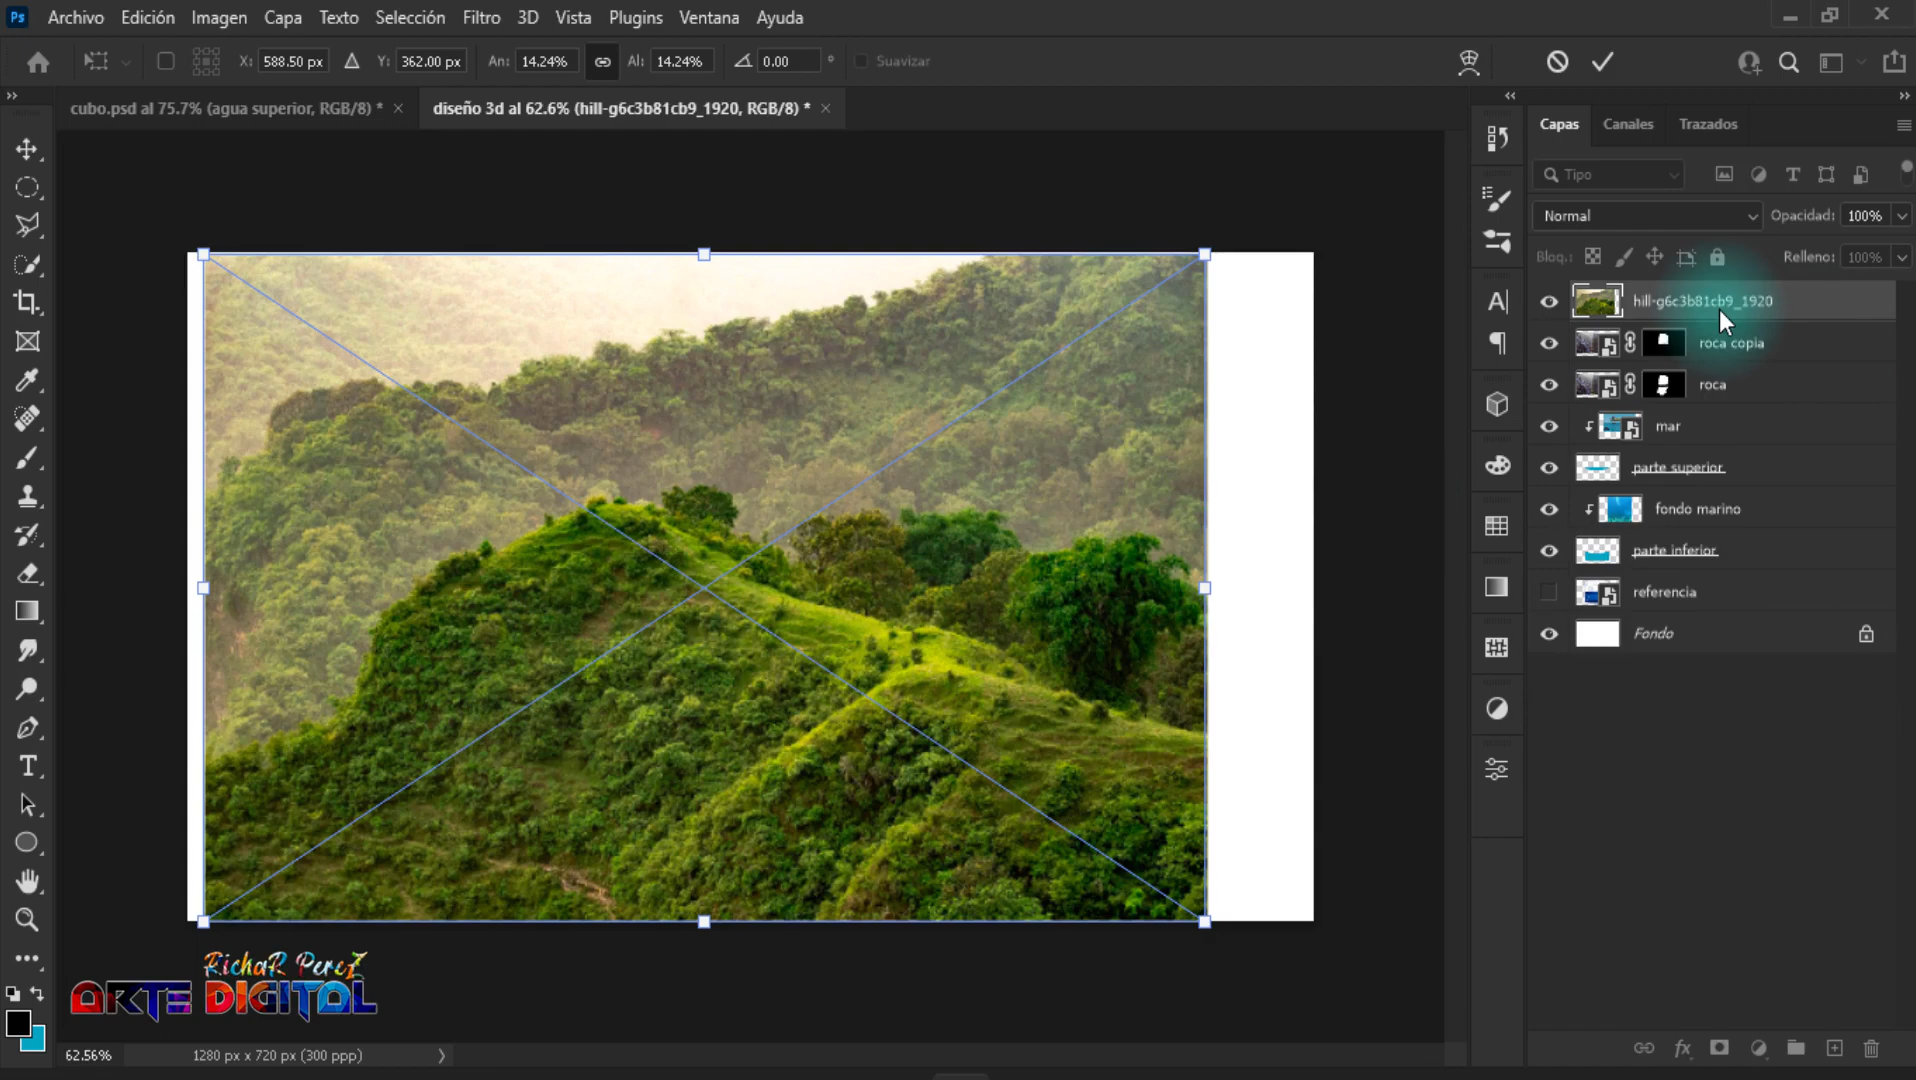 Ps Archivo Edición Imagen Capa Texto Selección Filtro 3D Vista Plugins Ventana Ayuda
X: 588.50 px Y: 362.00 px An: 14.24% Al: 14.24% 0.00 ° Suavizar
cubo.psd al 75.7% (agua superior, RGB/8) * diseño 3d al 62.6% (hill-g6c3b81cb9_1920, RGB/8) *
Capas Canales Trazados
Tipo
Normal Opacidad: 100%
Bloq.: Relleno: 100%
hill-g6c3b81cb9_1920
roca copia
roca
mar
parte superior
fondo marino
parte inferior
referencia
Fondo
RichaR PereZ
ARTE DIGITAL
62.56% 1280 px x 720 px (300 ppp)
fx